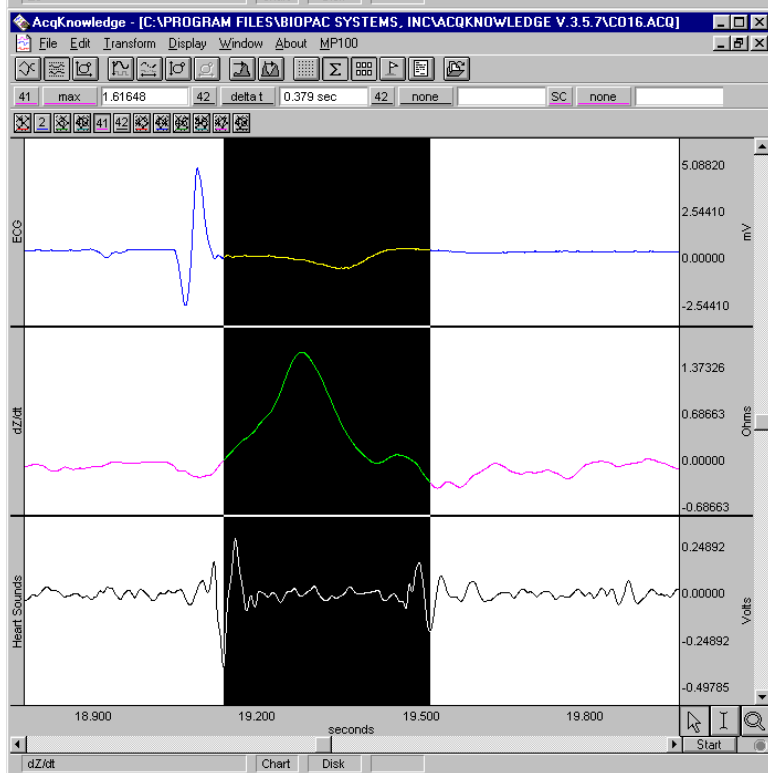 AcqKnowledge - [C:\PROGRAM FILES\BIOPAC SYSTEMS, INC\ACQKNOWLEDGE V.3.5.7\CO16.ACQ]
File Edit Transform Display Window About MP100
41 max 1.61648 42 delta t 0.379 sec 42 none SC none
2 41 42
ECG
5.08820
2.54410
0.00000
-2.54410
mV
dZ/dt
1.37326
0.68663
0.00000
-0.68663
Ohms
Heart Sounds
0.24892
0.00000
-0.24892
-0.49785
Volts
18.900 19.200 19.500 19.800
seconds
Start
dZ/dt Chart Disk